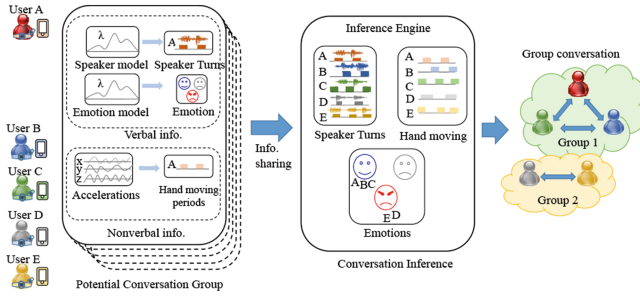 User A
User B
User C
User D
User E
λ
Speaker model
A
Speaker Turns
λ
Emotion model
Emotion
Verbal info.
x
y
z
Accelerations
A
Hand moving
periods
Nonverbal info.
Potential Conversation Group
Info.
sharing
Inference Engine
A
B
C
D
E
Speaker Turns
A
B
C
D
E
Hand moving
ABC
E D
Emotions
Conversation Inference
Group conversation
Group 1
Group 2